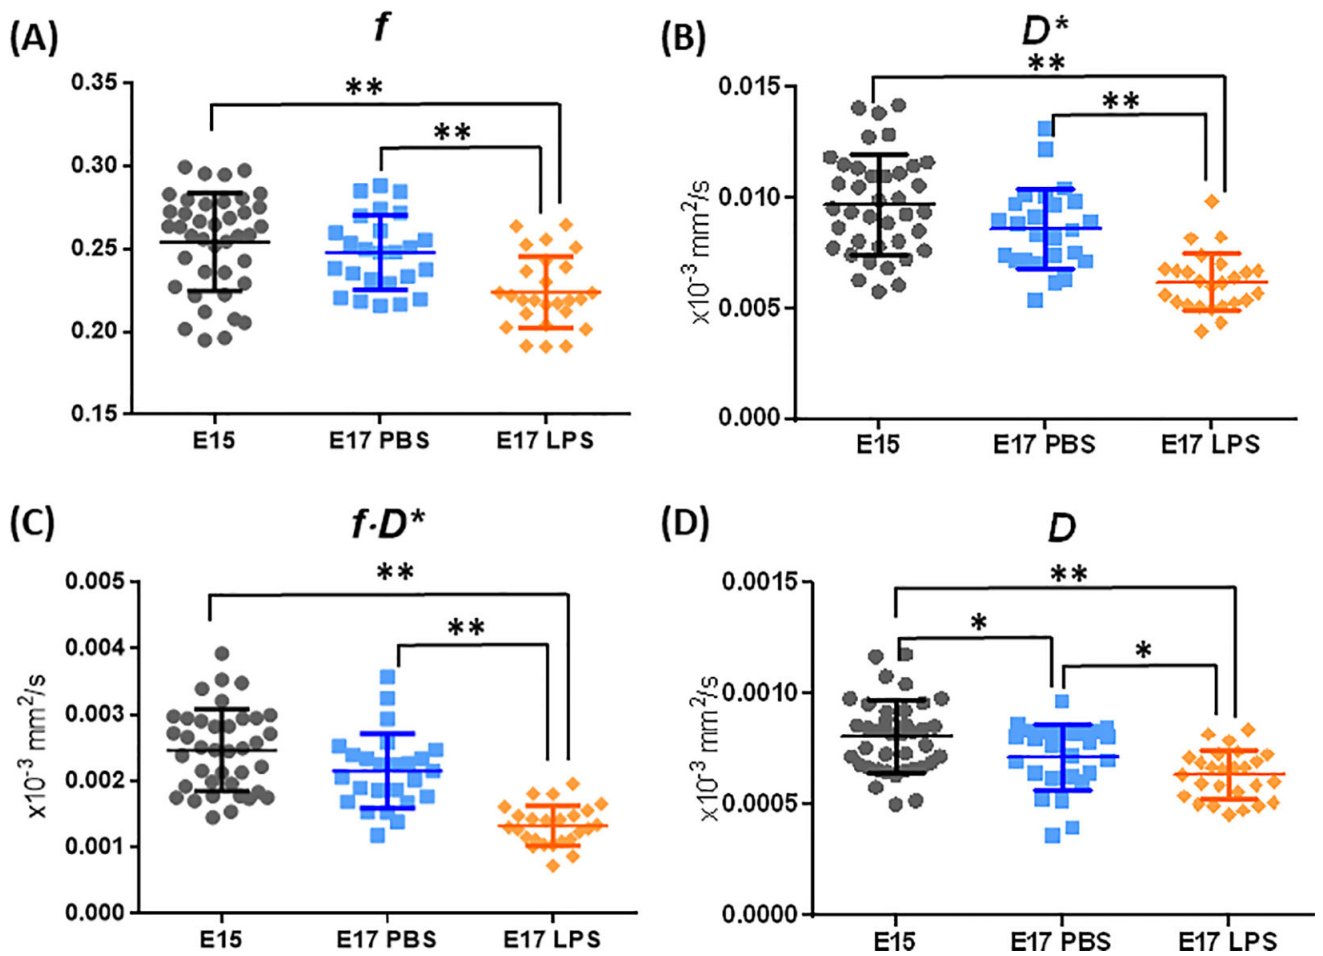 (A)
f
**
**
0.35
0.30
0.25
0.20
0.15
E15
E17 PBS
E17 LPS
(B)
D*
**
**
x10⁻³ mm²/s
0.015
0.010
0.005
0.000
E15
E17 PBS
E17 LPS
(C)
f·D*
**
**
x10⁻³ mm²/s
0.005
0.004
0.003
0.002
0.001
0.000
E15
E17 PBS
E17 LPS
(D)
D
**
*
*
x10⁻³ mm²/s
0.0015
0.0010
0.0005
0.0000
E15
E17 PBS
E17 LPS